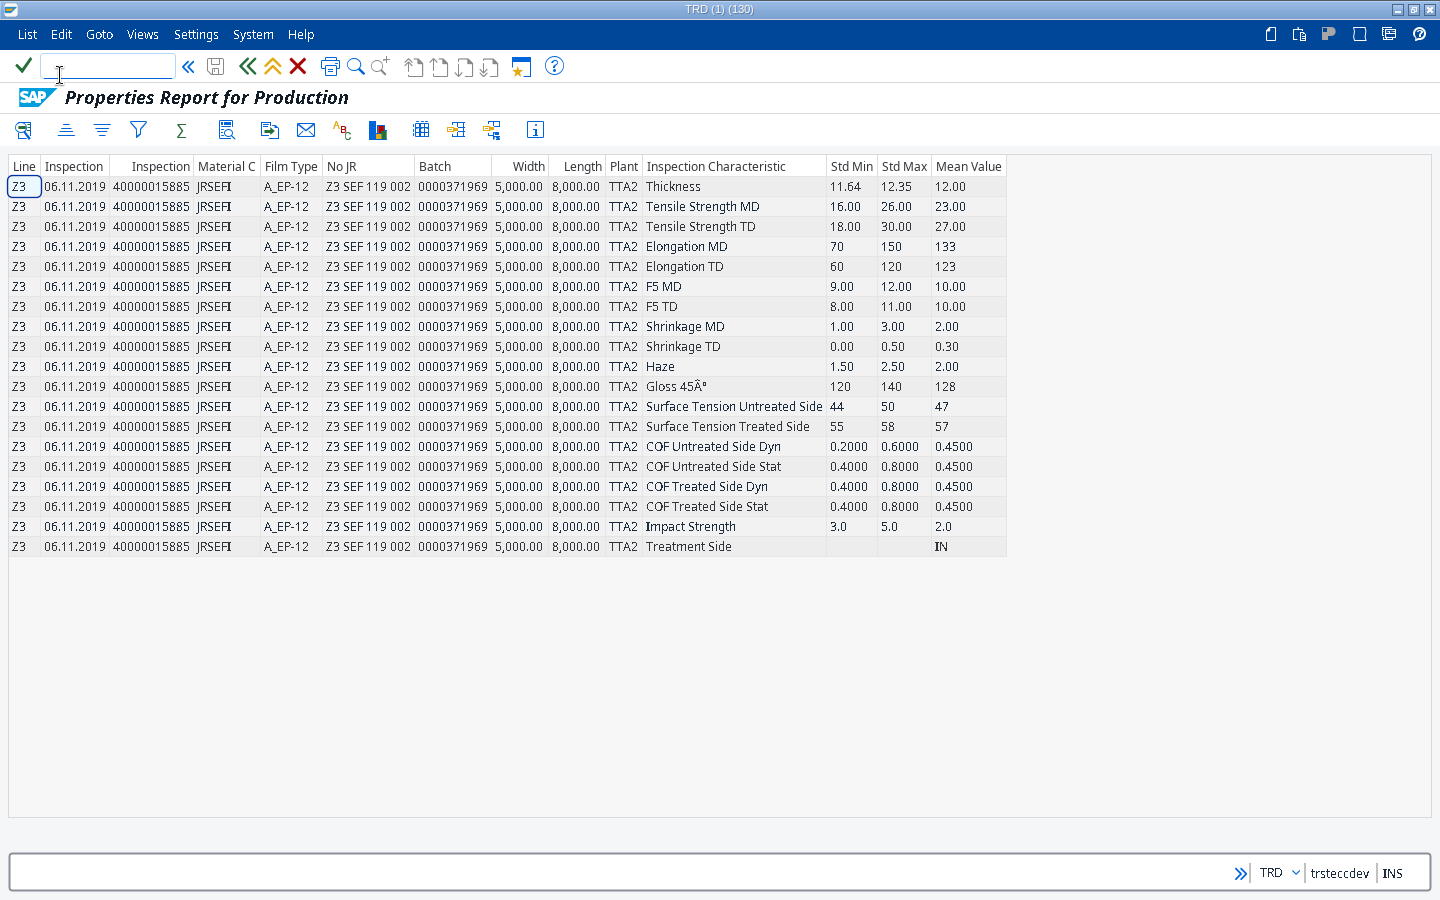 TRD (1) (130)
List Edit Goto Views Settings System Help
SAP Properties Report for Production
Line Inspection Inspection Material C Film Type No JR Batch Width Length Plant Inspection Characteristic Std Min Std Max Mean Value
Z3 06.11.2019 40000015885 JRSEFI A_EP-12 Z3 SEF 119 002 0000371969 5,000.00 8,000.00 TTA2 Thickness 11.64 12.35 12.00
Z3 06.11.2019 40000015885 JRSEFI A_EP-12 Z3 SEF 119 002 0000371969 5,000.00 8,000.00 TTA2 Tensile Strength MD 16.00 26.00 23.00
Z3 06.11.2019 40000015885 JRSEFI A_EP-12 Z3 SEF 119 002 0000371969 5,000.00 8,000.00 TTA2 Tensile Strength TD 18.00 30.00 27.00
Z3 06.11.2019 40000015885 JRSEFI A_EP-12 Z3 SEF 119 002 0000371969 5,000.00 8,000.00 TTA2 Elongation MD 70 150 133
Z3 06.11.2019 40000015885 JRSEFI A_EP-12 Z3 SEF 119 002 0000371969 5,000.00 8,000.00 TTA2 Elongation TD 60 120 123
Z3 06.11.2019 40000015885 JRSEFI A_EP-12 Z3 SEF 119 002 0000371969 5,000.00 8,000.00 TTA2 F5 MD 9.00 12.00 10.00
Z3 06.11.2019 40000015885 JRSEFI A_EP-12 Z3 SEF 119 002 0000371969 5,000.00 8,000.00 TTA2 F5 TD 8.00 11.00 10.00
Z3 06.11.2019 40000015885 JRSEFI A_EP-12 Z3 SEF 119 002 0000371969 5,000.00 8,000.00 TTA2 Shrinkage MD 1.00 3.00 2.00
Z3 06.11.2019 40000015885 JRSEFI A_EP-12 Z3 SEF 119 002 0000371969 5,000.00 8,000.00 TTA2 Shrinkage TD 0.00 0.50 0.30
Z3 06.11.2019 40000015885 JRSEFI A_EP-12 Z3 SEF 119 002 0000371969 5,000.00 8,000.00 TTA2 Haze 1.50 2.50 2.00
Z3 06.11.2019 40000015885 JRSEFI A_EP-12 Z3 SEF 119 002 0000371969 5,000.00 8,000.00 TTA2 Gloss 45Âº 120 140 128
Z3 06.11.2019 40000015885 JRSEFI A_EP-12 Z3 SEF 119 002 0000371969 5,000.00 8,000.00 TTA2 Surface Tension Untreated Side 44 50 47
Z3 06.11.2019 40000015885 JRSEFI A_EP-12 Z3 SEF 119 002 0000371969 5,000.00 8,000.00 TTA2 Surface Tension Treated Side 55 58 57
Z3 06.11.2019 40000015885 JRSEFI A_EP-12 Z3 SEF 119 002 0000371969 5,000.00 8,000.00 TTA2 COF Untreated Side Dyn 0.2000 0.6000 0.4500
Z3 06.11.2019 40000015885 JRSEFI A_EP-12 Z3 SEF 119 002 0000371969 5,000.00 8,000.00 TTA2 COF Untreated Side Stat 0.4000 0.8000 0.4500
Z3 06.11.2019 40000015885 JRSEFI A_EP-12 Z3 SEF 119 002 0000371969 5,000.00 8,000.00 TTA2 COF Treated Side Dyn 0.4000 0.8000 0.4500
Z3 06.11.2019 40000015885 JRSEFI A_EP-12 Z3 SEF 119 002 0000371969 5,000.00 8,000.00 TTA2 COF Treated Side Stat 0.4000 0.8000 0.4500
Z3 06.11.2019 40000015885 JRSEFI A_EP-12 Z3 SEF 119 002 0000371969 5,000.00 8,000.00 TTA2 Impact Strength 3.0 5.0 2.0
Z3 06.11.2019 40000015885 JRSEFI A_EP-12 Z3 SEF 119 002 0000371969 5,000.00 8,000.00 TTA2 Treatment Side IN
TRD trsteccdev INS